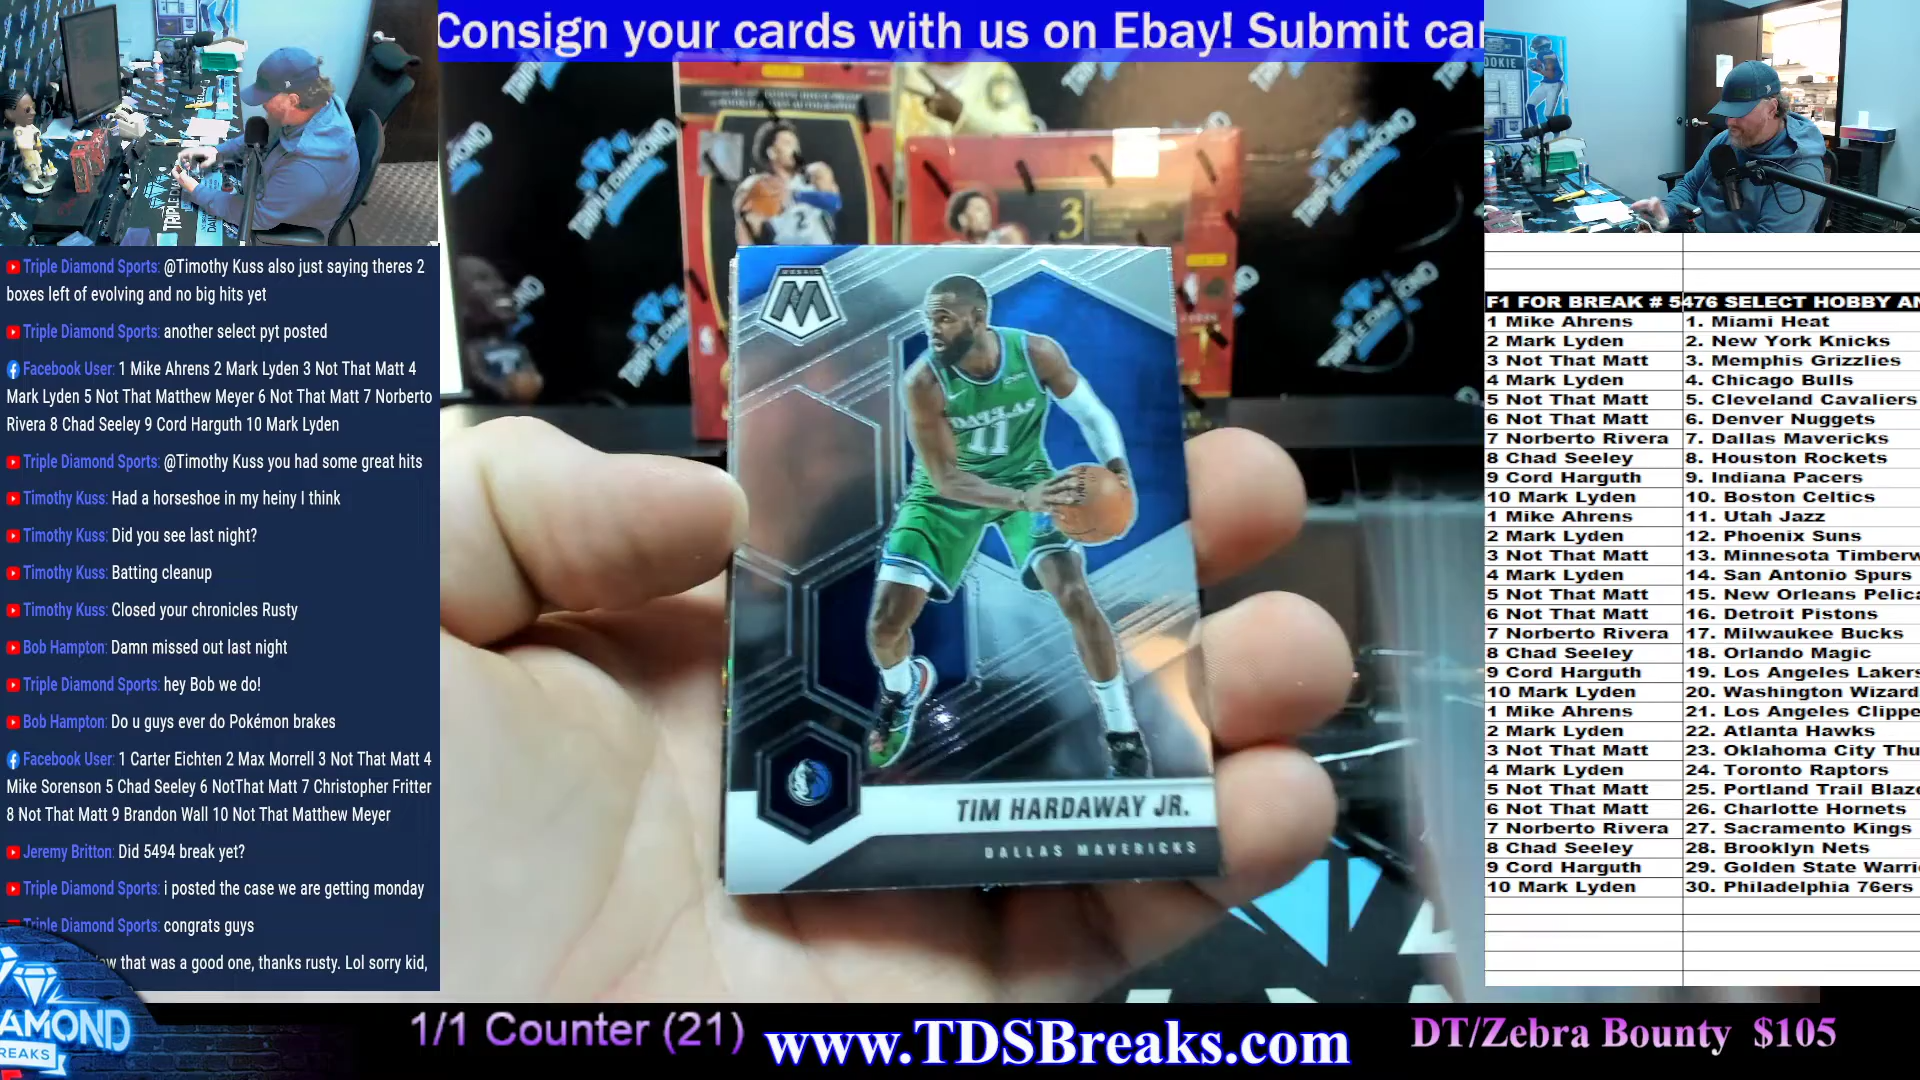 Consign your cards with us on Ebay! Submit car
Triple Diamond Sports: @Timothy Kuss also just saying theres 2
boxes left of evolving and no big hits yet
Triple Diamond Sports: another select pyt posted
Facebook User: 1 Mike Ahrens 2 Mark Lyden 3 Not That Matt 4
Mark Lyden 5 Not That Matthew Meyer 6 Not That Matt 7 Norberto
Rivera 8 Chad Seeley 9 Cord Harguth 10 Mark Lyden
Triple Diamond Sports: @Timothy Kuss you had some great hits
Timothy Kuss: Had a horseshoe in my heiny I think
Timothy Kuss: Did you see last night?
Timothy Kuss: Batting cleanup
Timothy Kuss: Closed your chronicles Rusty
Bob Hampton: Damn missed out last night
Triple Diamond Sports: hey Bob we do!
Bob Hampton: Do u guys ever do Pokémon brakes
Facebook User: 1 Carter Eichten 2 Max Morrell 3 Not That Matt 4
Mike Sorenson 5 Chad Seeley 6 NotThat Matt 7 Christopher Fritter
8 Not That Matt 9 Brandon Wall 10 Not That Matthew Meyer
Jeremy Britton: Did 5494 break yet?
Triple Diamond Sports: i posted the case we are getting monday
Triple Diamond Sports: congrats guys
that was a good one, thanks rusty. Lol sorry kid,
AMOND
REAKS
TRIPLE DIAMOND
3
2
MOSAIC
M
DALLAS
11
TIM HARDAWAY JR.
DALLAS MAVERICKS
OOKIE
F1 FOR BREAK # 5476 SELECT HOBBY AN
1 Mike Ahrens 1. Miami Heat
2 Mark Lyden 2. New York Knicks
3 Not That Matt 3. Memphis Grizzlies
4 Mark Lyden 4. Chicago Bulls
5 Not That Matt 5. Cleveland Cavaliers
6 Not That Matt 6. Denver Nuggets
7 Norberto Rivera 7. Dallas Mavericks
8 Chad Seeley 8. Houston Rockets
9 Cord Harguth 9. Indiana Pacers
10 Mark Lyden 10. Boston Celtics
1 Mike Ahrens 11. Utah Jazz
2 Mark Lyden 12. Phoenix Suns
3 Not That Matt 13. Minnesota Timberw
4 Mark Lyden 14. San Antonio Spurs
5 Not That Matt 15. New Orleans Pelica
6 Not That Matt 16. Detroit Pistons
7 Norberto Rivera 17. Milwaukee Bucks
8 Chad Seeley 18. Orlando Magic
9 Cord Harguth 19. Los Angeles Lakers
10 Mark Lyden 20. Washington Wizard
1 Mike Ahrens 21. Los Angeles Clippe
2 Mark Lyden 22. Atlanta Hawks
3 Not That Matt 23. Oklahoma City Thu
4 Mark Lyden 24. Toronto Raptors
5 Not That Matt 25. Portland Trail Blaze
6 Not That Matt 26. Charlotte Hornets
7 Norberto Rivera 27. Sacramento Kings
8 Chad Seeley 28. Brooklyn Nets
9 Cord Harguth 29. Golden State Warri
10 Mark Lyden 30. Philadelphia 76ers
1/1 Counter (21)
www.TDSBreaks.com
DT/Zebra Bounty $105